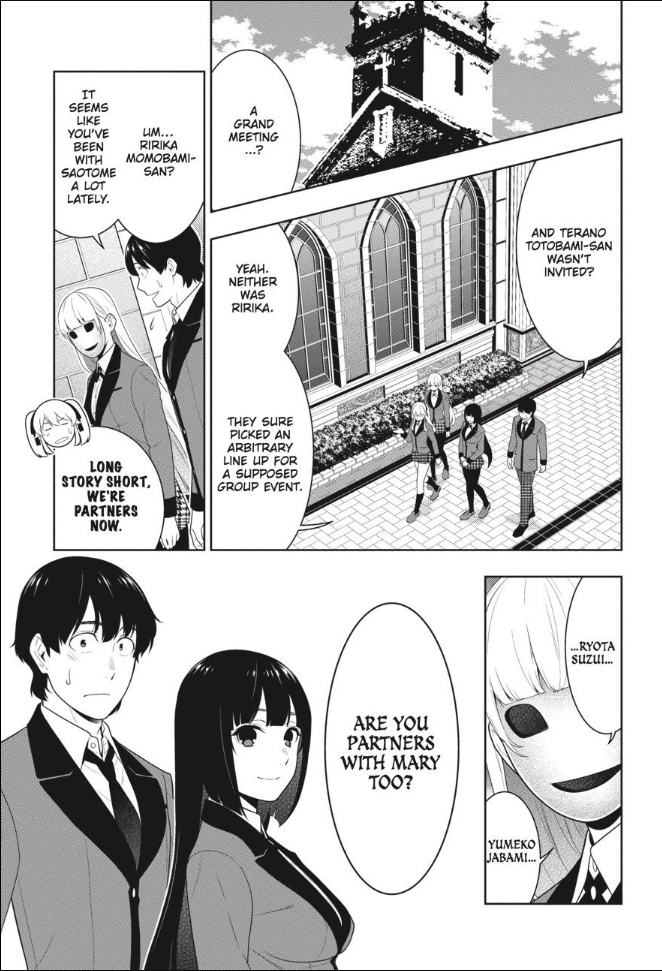 A
GRAND
MEETING
...?
AND TERANO
TOTOBAMI-SAN
WASN'T
INVITED?
YEAH.
NEITHER
WAS
RIRIKA.
THEY SURE
PICKED AN
ARBITRARY
LINE UP FOR
A SUPPOSED
GROUP EVENT.
UM...
RIRIKA
MOMOBAMI-
SAN?
IT
SEEMS
LIKE
YOU'VE
BEEN
WITH
SAOTOME
A LOT
LATELY.
LONG
STORY SHORT,
WE'RE
PARTNERS
NOW.
...RYOTA
SUZUI...
YUMEKO
JABAMI...
ARE YOU
PARTNERS
WITH MARY
TOO?